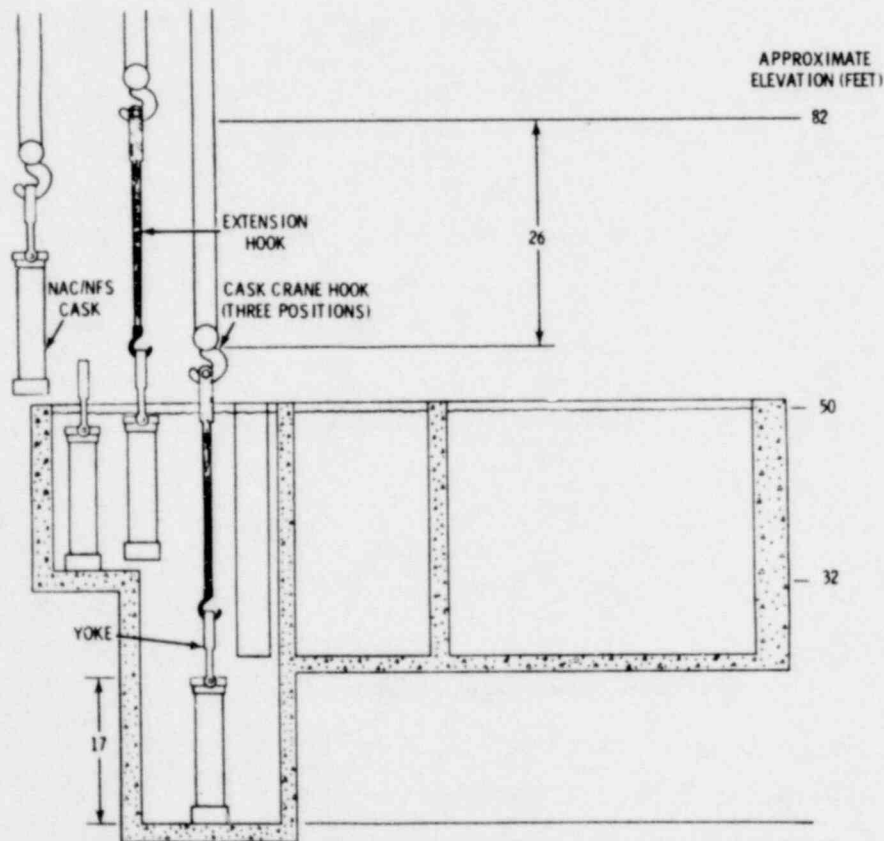 APPROXIMATE
ELEVATION (FEET)
82
EXTENSION
HOOK
26
NAC/NFS
CASK
CASK CRANE HOOK
(THREE POSITIONS)
50
32
YOKE
17